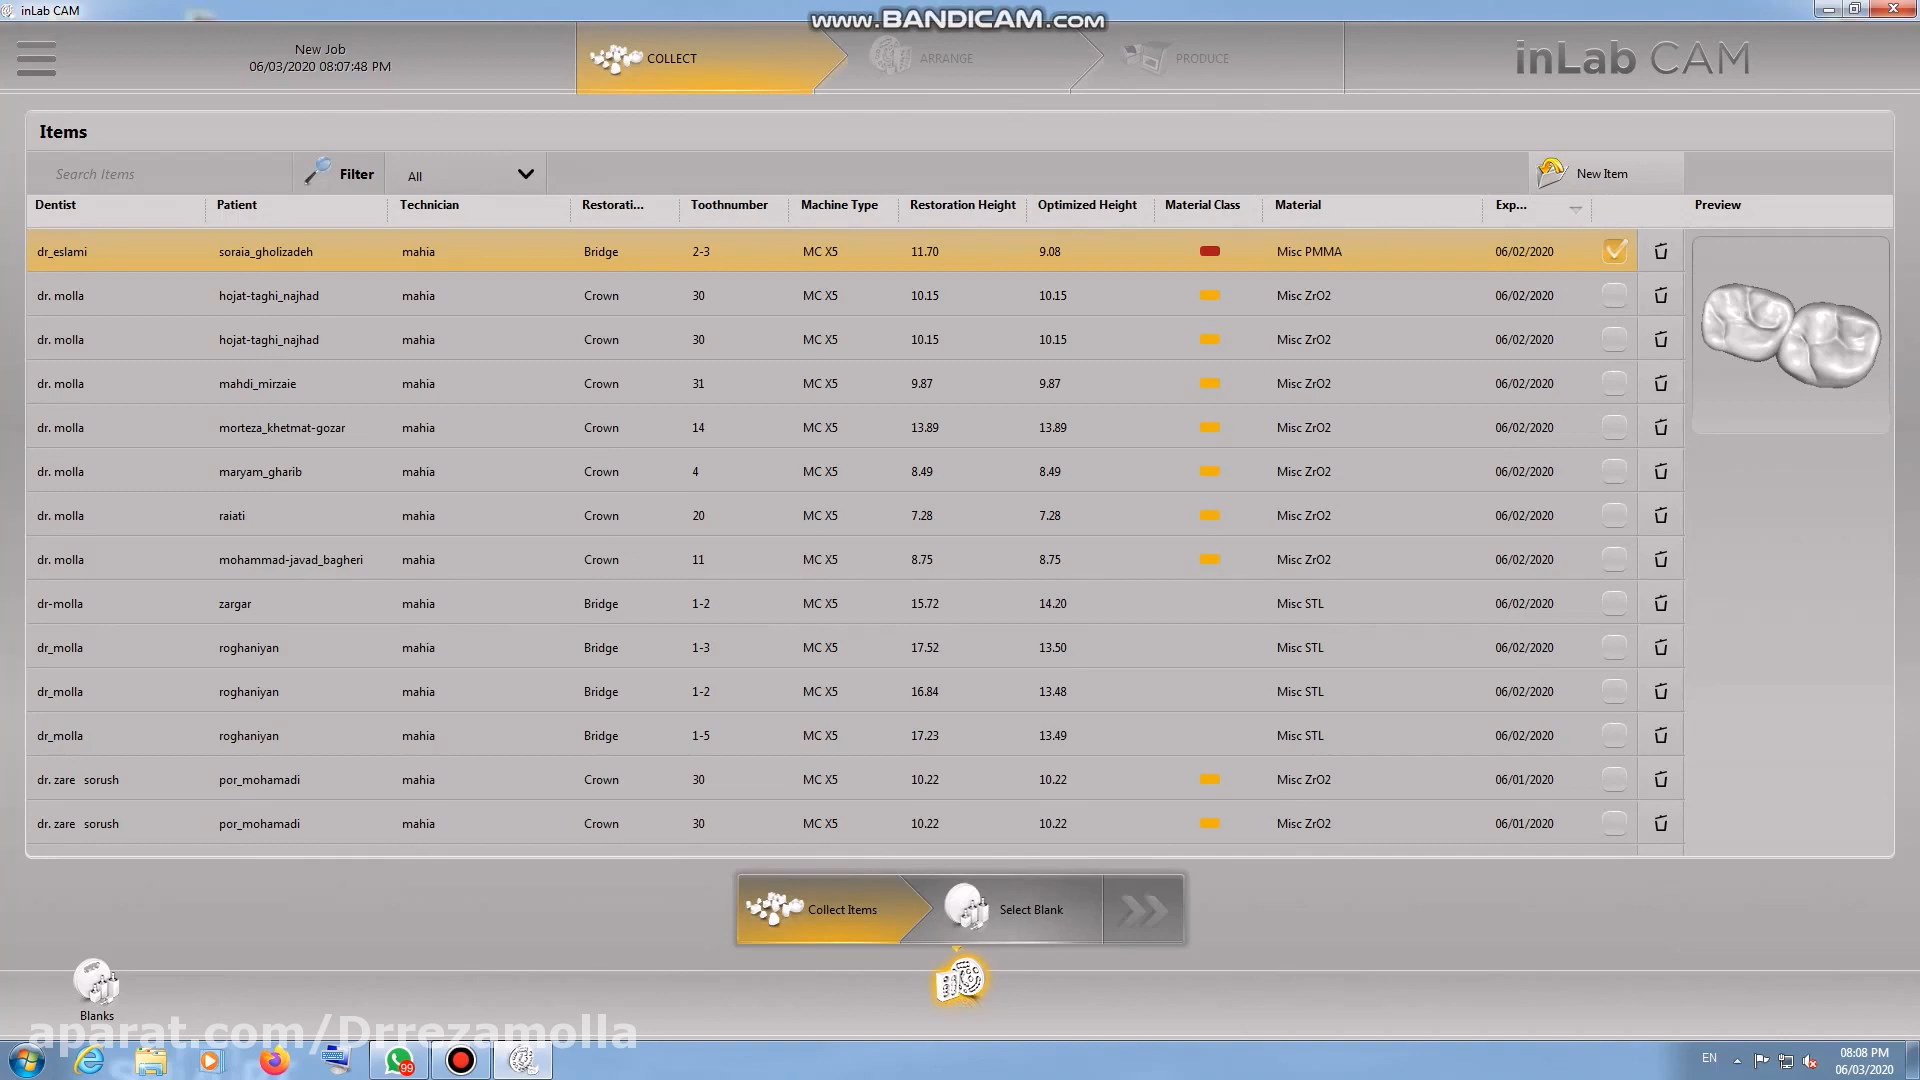 inLab CAM
www.BANDICAM.com
New Job
06/03/2020 08:07:48 PM
COLLECT
ARRANGE
PRODUCE
inLab CAM
Items
Search Items
Filter
All
New Item
Dentist Patient Technician Restorati... Toothnumber Machine Type Restoration Height Optimized Height Material Class Material Exp... Preview
dr_eslami soraia_gholizadeh mahia Bridge 2-3 MC X5 11.70 9.08 Misc PMMA 06/02/2020
dr. molla hojat-taghi_najhad mahia Crown 30 MC X5 10.15 10.15 Misc ZrO2 06/02/2020
dr. molla hojat-taghi_najhad mahia Crown 30 MC X5 10.15 10.15 Misc ZrO2 06/02/2020
dr. molla mahdi_mirzaie mahia Crown 31 MC X5 9.87 9.87 Misc ZrO2 06/02/2020
dr. molla morteza_khetmat-gozar mahia Crown 14 MC X5 13.89 13.89 Misc ZrO2 06/02/2020
dr. molla maryam_gharib mahia Crown 4 MC X5 8.49 8.49 Misc ZrO2 06/02/2020
dr. molla raiati mahia Crown 20 MC X5 7.28 7.28 Misc ZrO2 06/02/2020
dr. molla mohammad-javad_bagheri mahia Crown 11 MC X5 8.75 8.75 Misc ZrO2 06/02/2020
dr-molla zargar mahia Bridge 1-2 MC X5 15.72 14.20 Misc STL 06/02/2020
dr_molla roghaniyan mahia Bridge 1-3 MC X5 17.52 13.50 Misc STL 06/02/2020
dr_molla roghaniyan mahia Bridge 1-2 MC X5 16.84 13.48 Misc STL 06/02/2020
dr_molla roghaniyan mahia Bridge 1-5 MC X5 17.23 13.49 Misc STL 06/02/2020
dr. zare sorush por_mohamadi mahia Crown 30 MC X5 10.22 10.22 Misc ZrO2 06/01/2020
dr. zare sorush por_mohamadi mahia Crown 30 MC X5 10.22 10.22 Misc ZrO2 06/01/2020
Collect Items
Select Blank
Blanks
aparat.com/Drrezamolla
99
EN
08:08 PM
06/03/2020